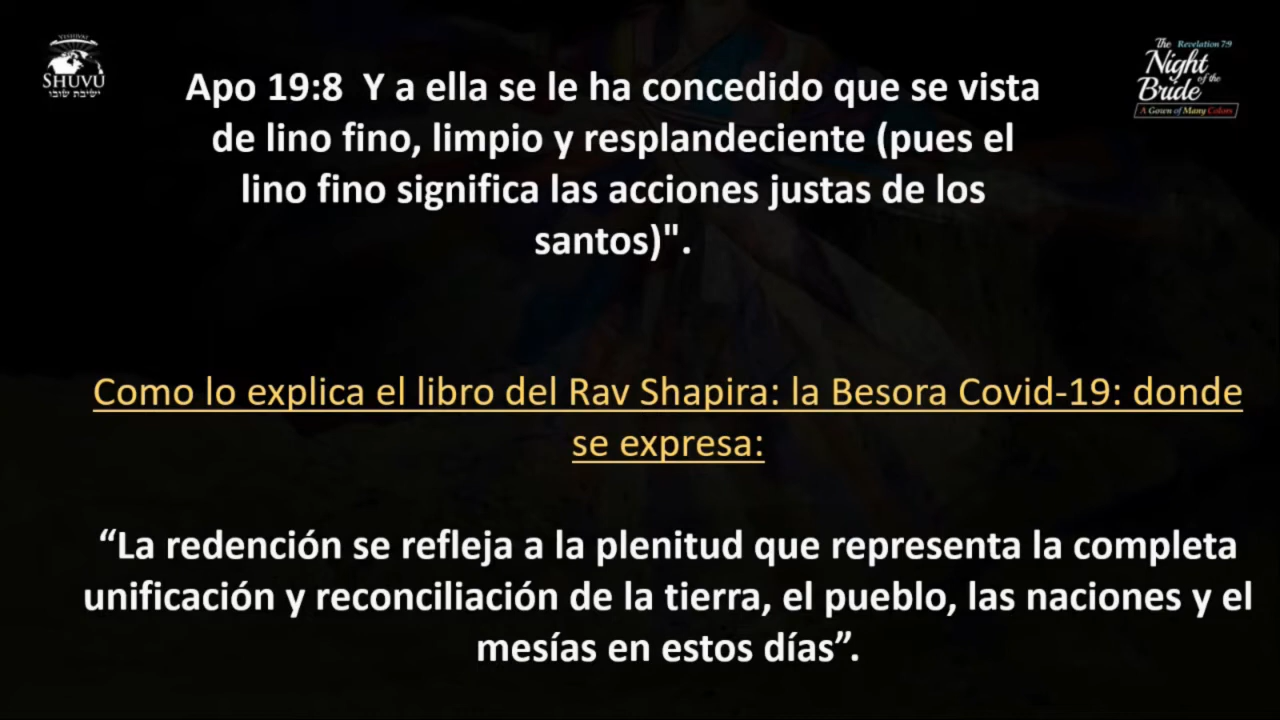 YESHIVAT
SHUVU
ישיבת שובו
The Revelation 7:9
Night
of the
Bride
A Gown of Many Colors
Apo 19:8 Y a ella se le ha concedido que se vista
de lino fino, limpio y resplandeciente (pues el
lino fino significa las acciones justas de los
santos)".
Como lo explica el libro del Rav Shapira: la Besora Covid-19: donde
se expresa:
“La redención se refleja a la plenitud que representa la completa
unificación y reconciliación de la tierra, el pueblo, las naciones y el
mesías en estos días”.